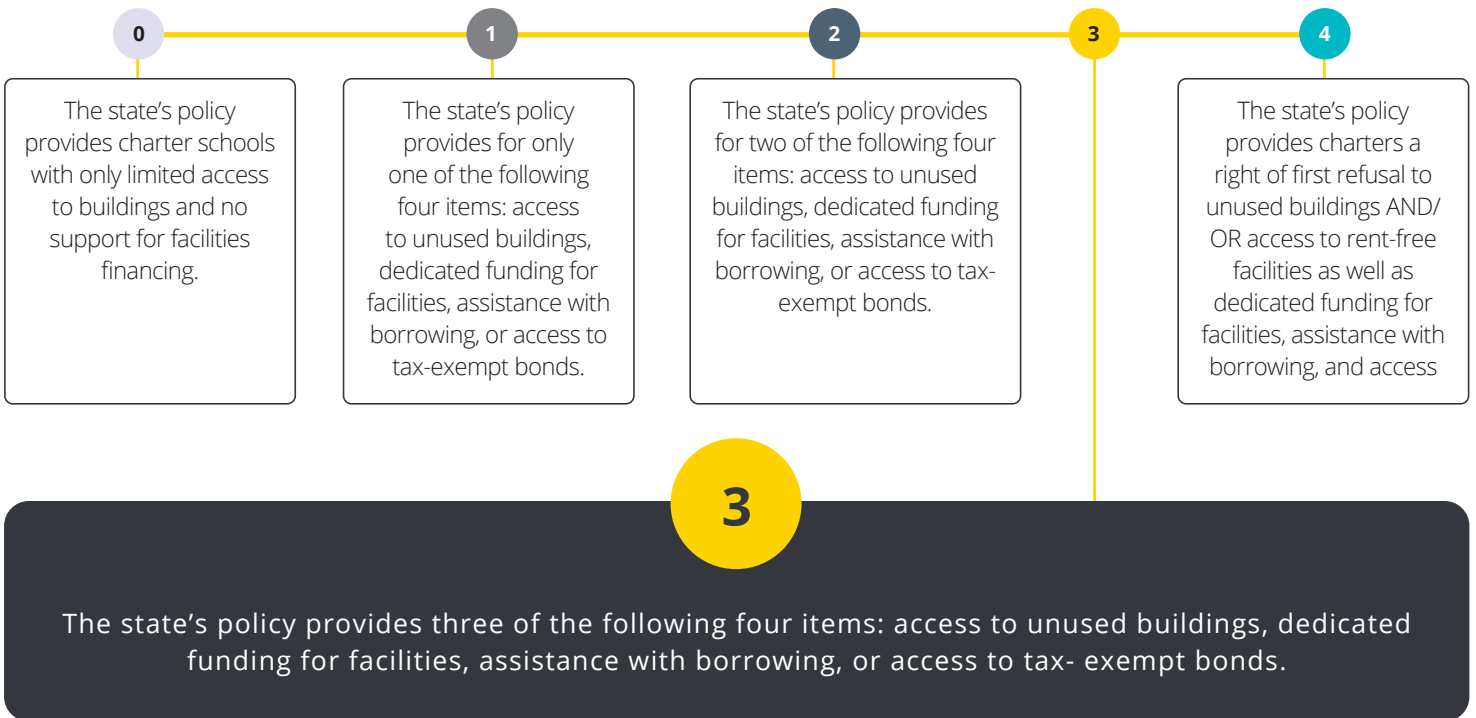 0
1
2
3
4
The state’s policy
provides charter schools
with only limited access
to buildings and no
support for facilities
financing.
The state’s policy
provides for only
one of the following
four items: access
to unused buildings,
dedicated funding for
facilities, assistance with
borrowing, or access to
tax-exempt bonds.
The state’s policy provides
for two of the following four
items: access to unused
buildings, dedicated funding
for facilities, assistance with
borrowing, or access to tax-
exempt bonds.
The state’s policy
provides charters a
right of first refusal to
unused buildings AND/
OR access to rent-free
facilities as well as
dedicated funding for
facilities, assistance with
borrowing, and access
3
The state’s policy provides three of the following four items: access to unused buildings, dedicated
funding for facilities, assistance with borrowing, or access to tax- exempt bonds.